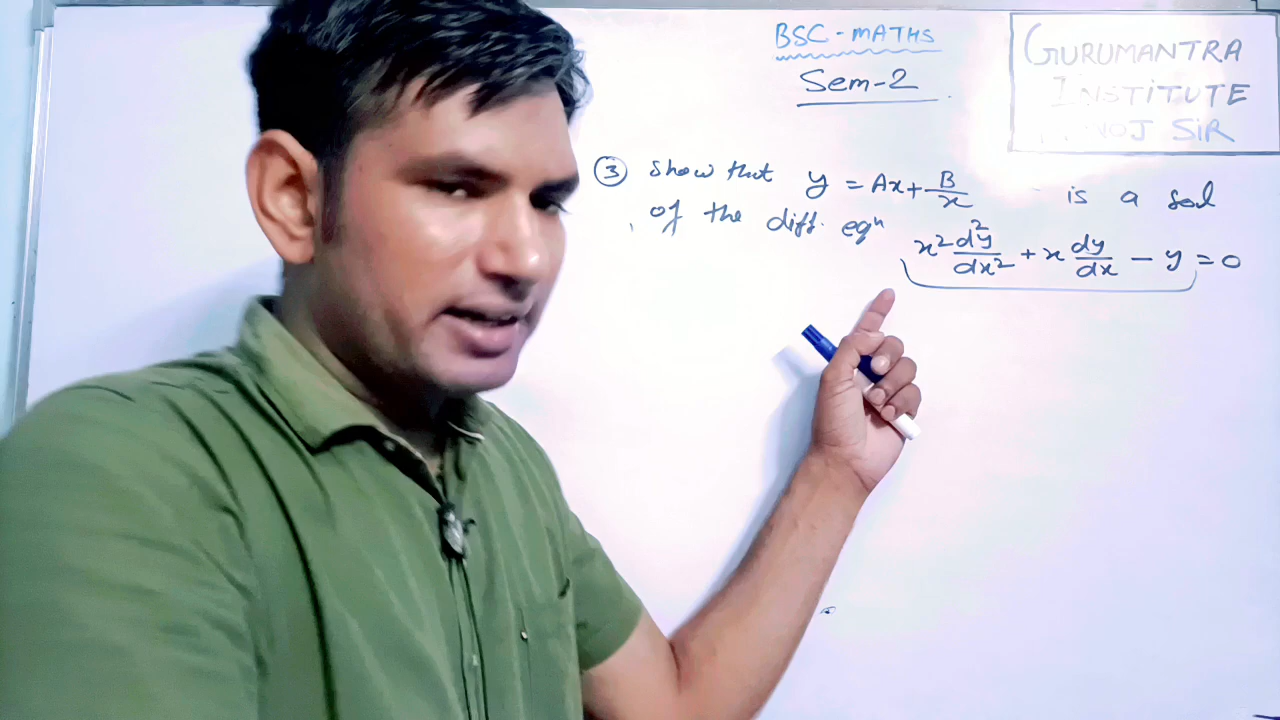 BSC - MATHS
Sem-2
GURUMANTRA
INSTITUTE
SIR
③ Show that y = Ax + B/x is a sol
of the diff. eqⁿ x² d²y/dx² + x dy/dx - y = 0